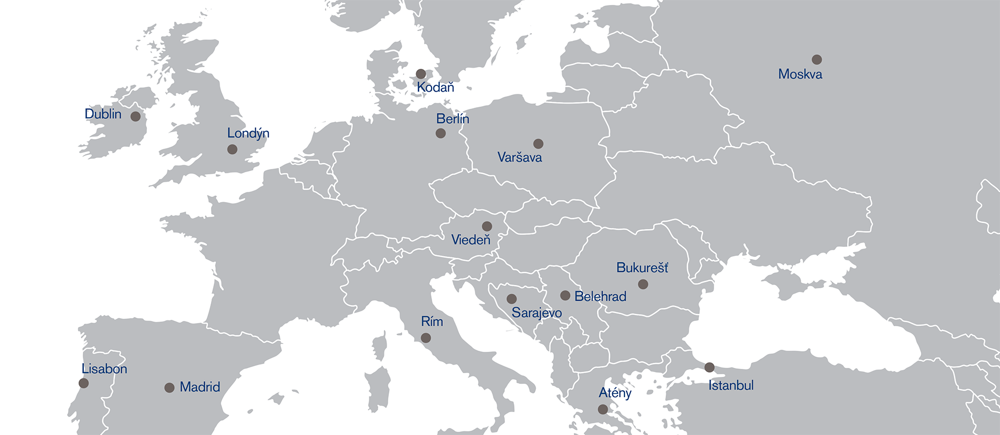 Moskva
Kodaň
Dublin
Berlín
Londýn
Varšava
Viedeň
Bukurešť
Belehrad
Sarajevo
Rím
Lisabon
Madrid
Istanbul
Atény